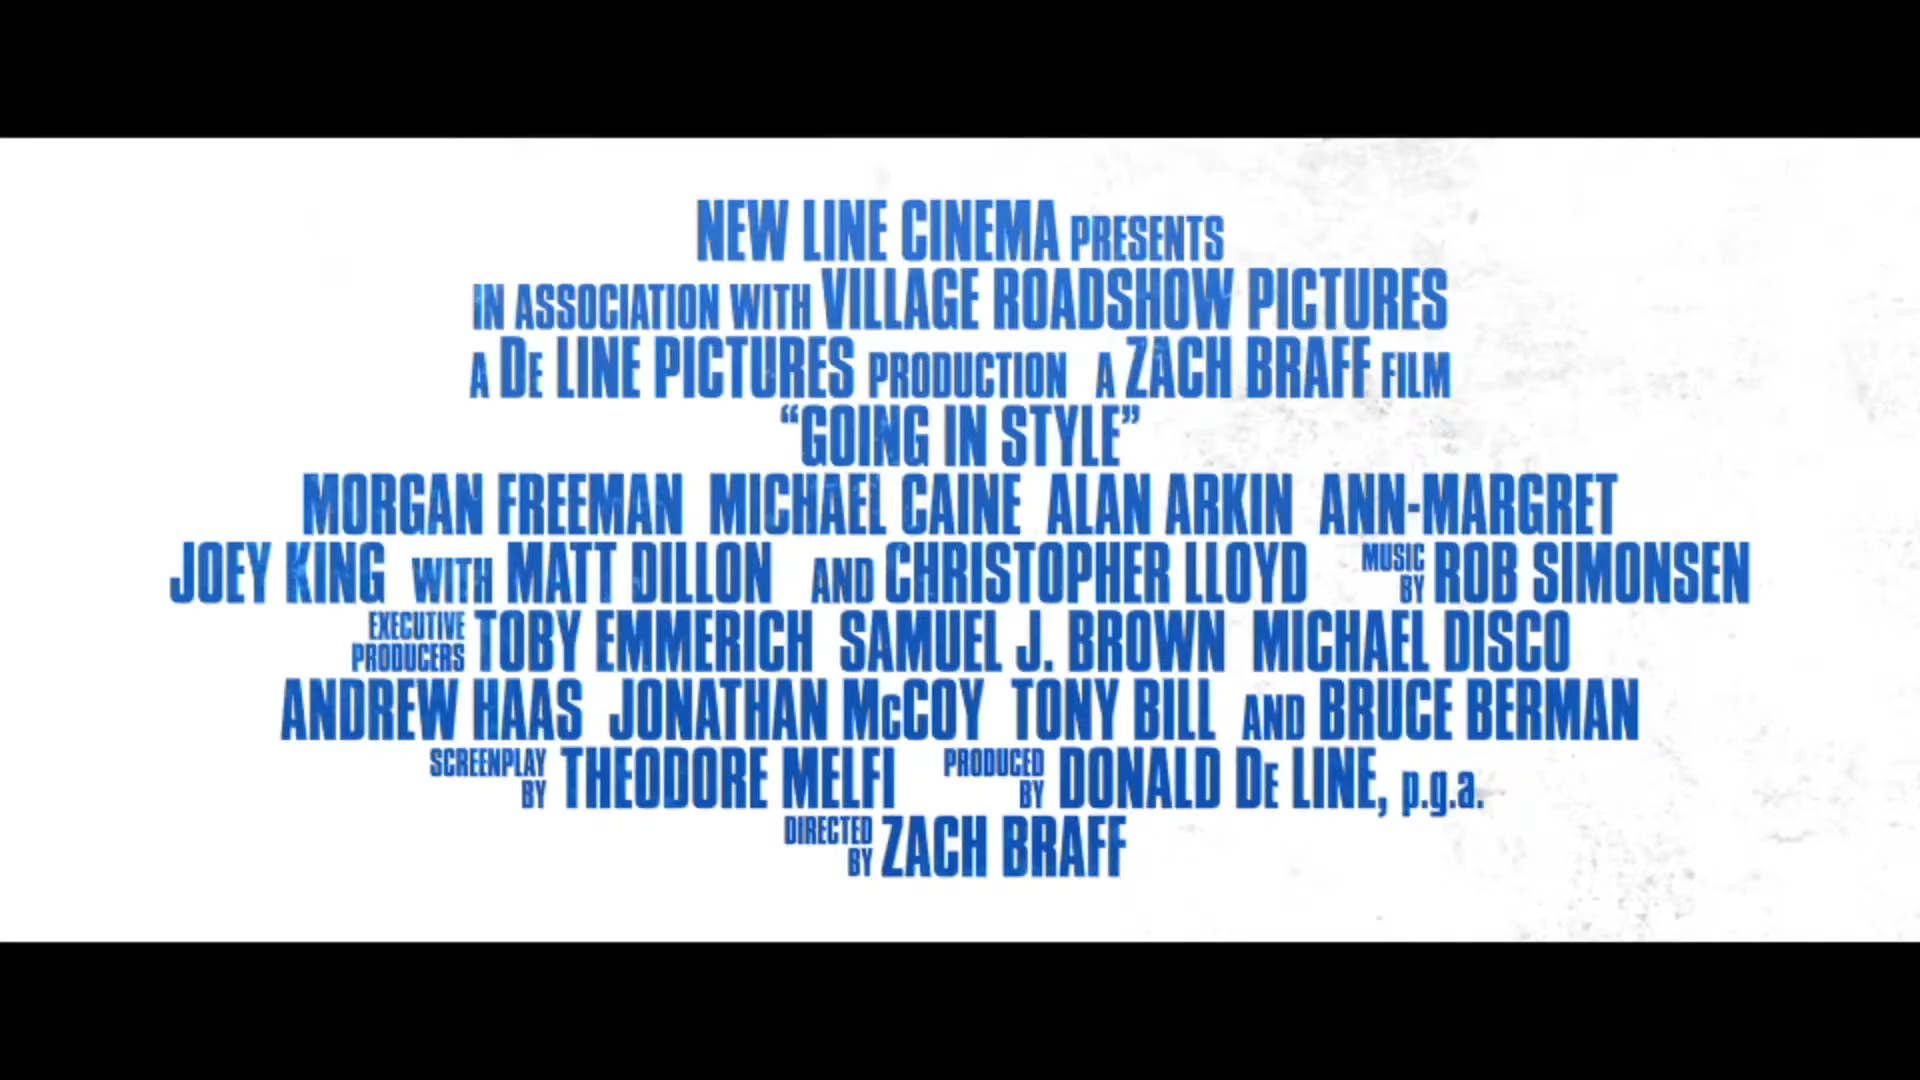 NEW LINE CINEMA PRESENTS
IN ASSOCIATION WITH VILLAGE ROADSHOW PICTURES
A De LINE PICTURES PRODUCTION A ZACH BRAFF FILM
“GOING IN STYLE”
MORGAN FREEMAN MICHAEL CAINE ALAN ARKIN ANN-MARGRET
JOEY KING WITH MATT DILLON AND CHRISTOPHER LLOYD MUSIC BY ROB SIMONSEN
EXECUTIVE PRODUCERS TOBY EMMERICH SAMUEL J. BROWN MICHAEL DISCO
ANDREW HAAS JONATHAN McCOY TONY BILL AND BRUCE BERMAN
SCREENPLAY BY THEODORE MELFI PRODUCED BY DONALD De LINE, p.g.a.
DIRECTED BY ZACH BRAFF